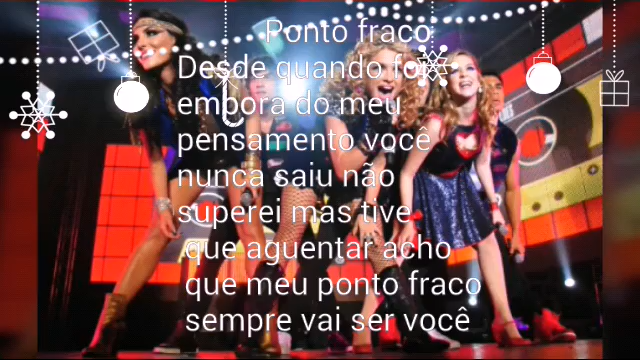 Ponto fraco
Desde quando foi
embora do meu
pensamento você
nunca saiu não
superei mas tive
que aguentar acho
que meu ponto fraco
sempre vai ser você